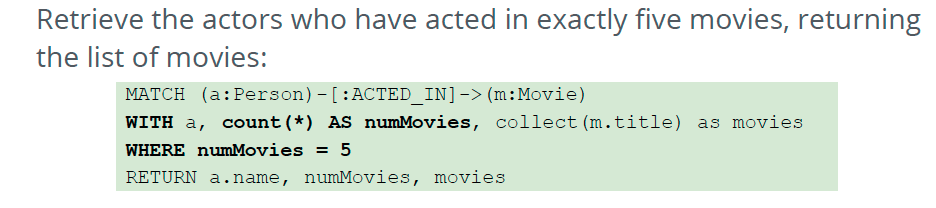 Retrieve the actors who have acted in exactly five movies, returning
the list of movies:
MATCH (a:Person)-[:ACTED_IN]->(m:Movie)
WITH a, count(*) AS numMovies, collect(m.title) as movies
WHERE numMovies = 5
RETURN a.name, numMovies, movies